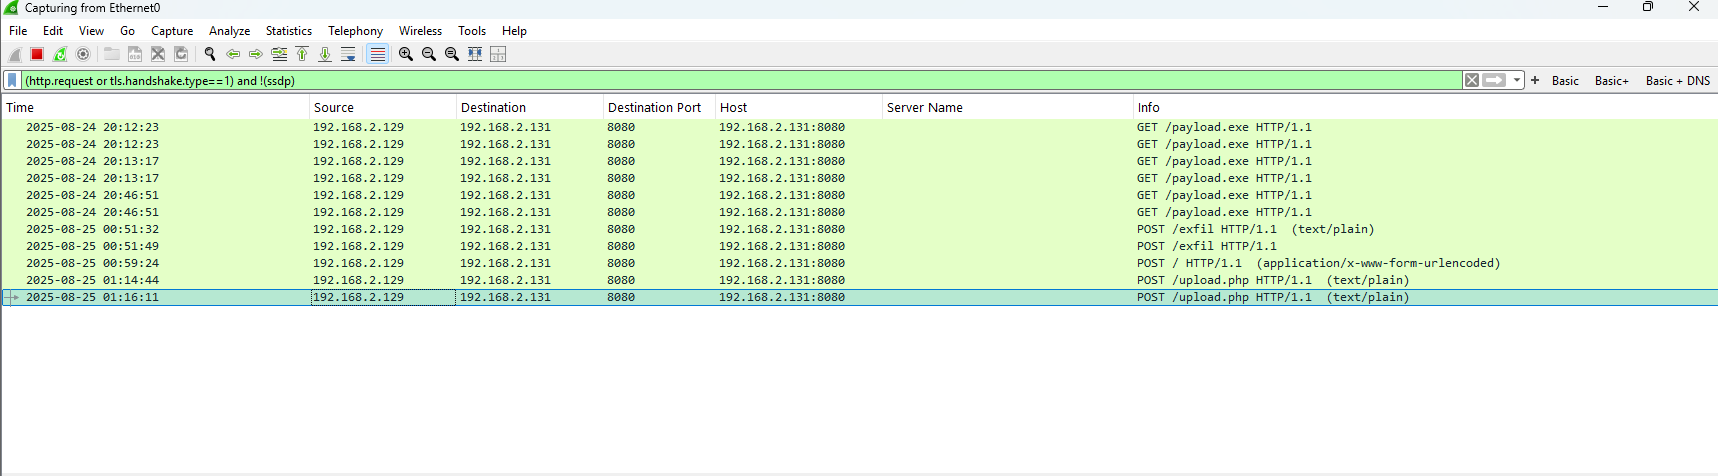 Capturing from Ethernet0
File Edit View Go Capture Analyze Statistics Telephony Wireless Tools Help
(http.request or tls.handshake.type==1) and !(ssdp) + Basic Basic+ Basic + DNS
Time Source Destination Destination Port Host Server Name Info
2025-08-24 20:12:23 192.168.2.129 192.168.2.131 8080 192.168.2.131:8080 GET /payload.exe HTTP/1.1
2025-08-24 20:12:23 192.168.2.129 192.168.2.131 8080 192.168.2.131:8080 GET /payload.exe HTTP/1.1
2025-08-24 20:13:17 192.168.2.129 192.168.2.131 8080 192.168.2.131:8080 GET /payload.exe HTTP/1.1
2025-08-24 20:13:17 192.168.2.129 192.168.2.131 8080 192.168.2.131:8080 GET /payload.exe HTTP/1.1
2025-08-24 20:46:51 192.168.2.129 192.168.2.131 8080 192.168.2.131:8080 GET /payload.exe HTTP/1.1
2025-08-24 20:46:51 192.168.2.129 192.168.2.131 8080 192.168.2.131:8080 GET /payload.exe HTTP/1.1
2025-08-25 00:51:32 192.168.2.129 192.168.2.131 8080 192.168.2.131:8080 POST /exfil HTTP/1.1 (text/plain)
2025-08-25 00:51:49 192.168.2.129 192.168.2.131 8080 192.168.2.131:8080 POST /exfil HTTP/1.1
2025-08-25 00:59:24 192.168.2.129 192.168.2.131 8080 192.168.2.131:8080 POST / HTTP/1.1 (application/x-www-form-urlencoded)
2025-08-25 01:14:44 192.168.2.129 192.168.2.131 8080 192.168.2.131:8080 POST /upload.php HTTP/1.1 (text/plain)
2025-08-25 01:16:11 192.168.2.129 192.168.2.131 8080 192.168.2.131:8080 POST /upload.php HTTP/1.1 (text/plain)